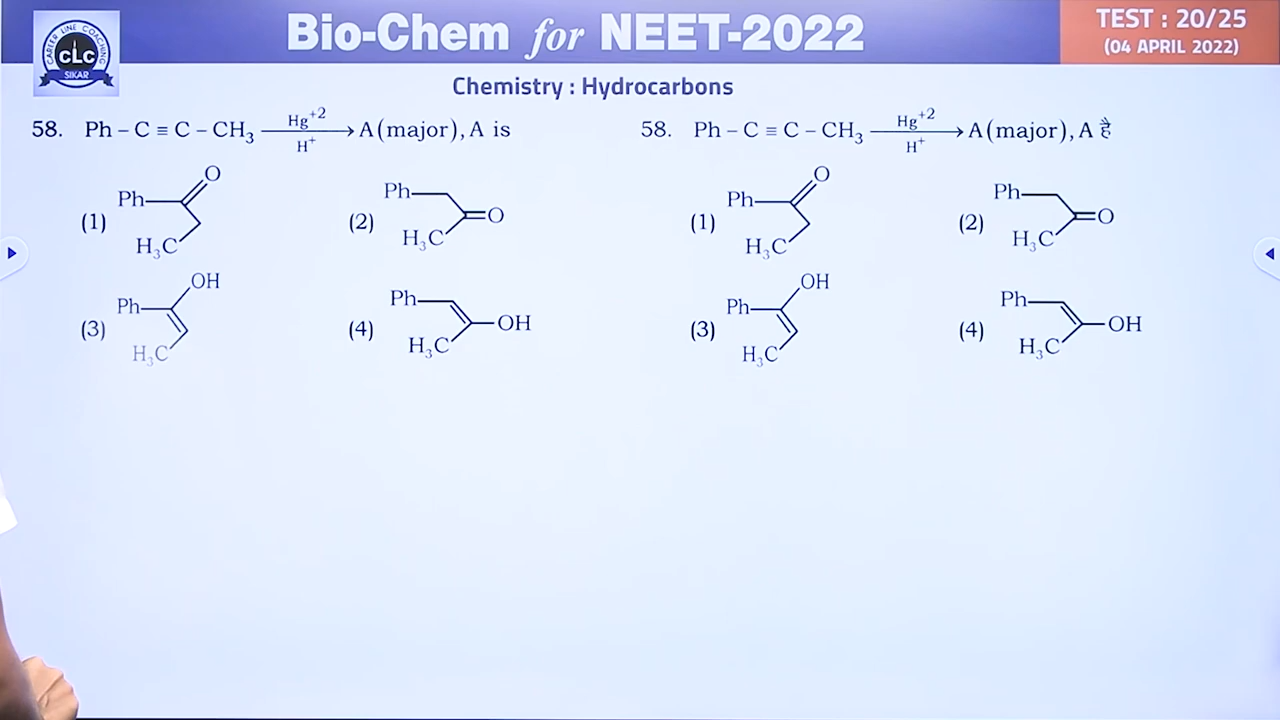 CAREER LINE COACHING
CLC
SIKAR
Bio-Chem for NEET-2022
TEST : 20/25
(04 APRIL 2022)
Chemistry : Hydrocarbons
58. Ph – C ≡ C – CH₃ —Hg⁺²/H⁺→ A(major), A is
(1) Ph O H₃C
(2) Ph O H₃C
(3) Ph OH H₃C
(4) Ph OH H₃C
58. Ph – C ≡ C – CH₃ —Hg⁺²/H⁺→ A(major), A
(1) Ph O H₃C
(2) Ph O H₃C
(3) Ph OH H₃C
(4) Ph OH H₃C